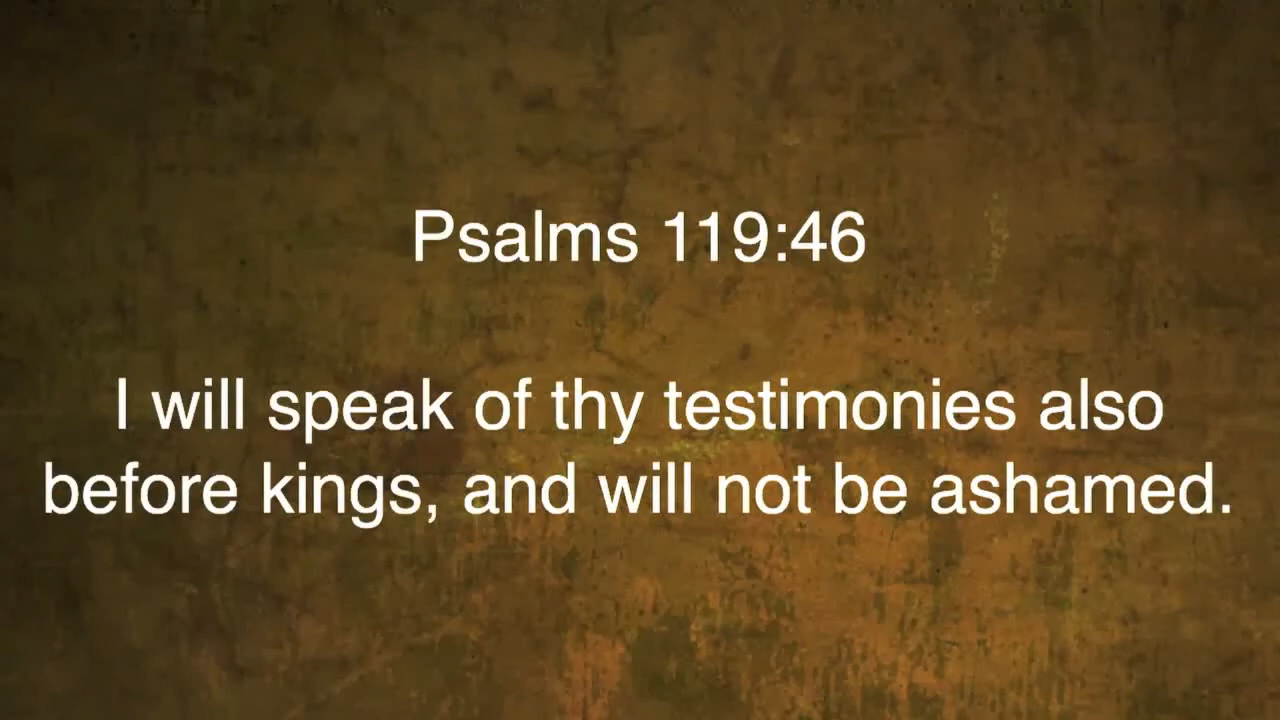 Psalms 119:46
I will speak of thy testimonies also
before kings, and will not be ashamed.